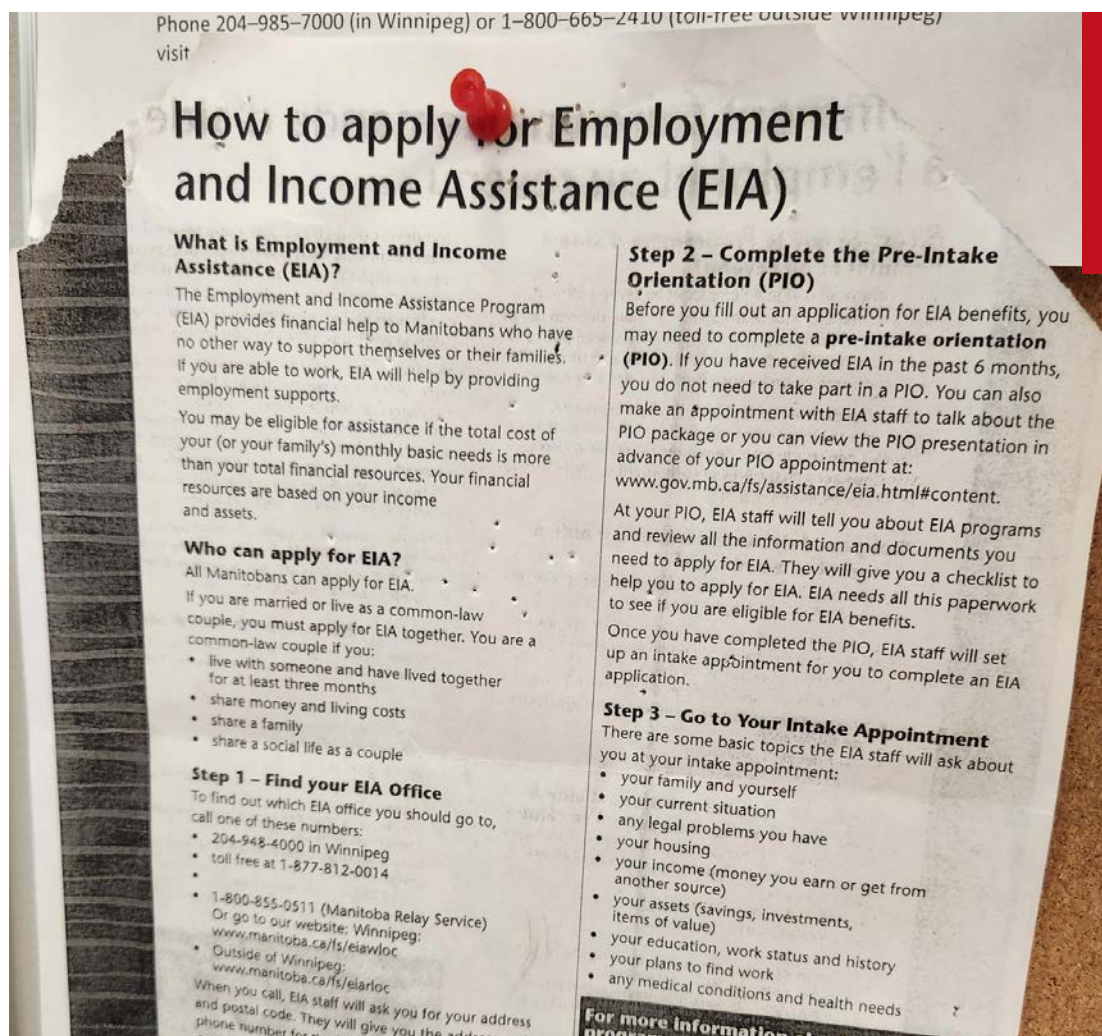 Phone 204–985–7000 (in Winnipeg) or 1–800–665–2410 (toll-free outside Winnipeg)
visit
How to apply for Employment
and Income Assistance (EIA)
What is Employment and Income
Assistance (EIA)?
The Employment and Income Assistance Program
(EIA) provides financial help to Manitobans who have
no other way to support themselves or their families.
If you are able to work, EIA will help by providing
employment supports.
You may be eligible for assistance if the total cost of
your (or your family's) monthly basic needs is more
than your total financial resources. Your financial
resources are based on your income
and assets.
Who can apply for EIA?
All Manitobans can apply for EIA.
If you are married or live as a common-law
couple, you must apply for EIA together. You are a
common-law couple if you:
• live with someone and have lived together
for at least three months
• share money and living costs
• share a family
• share a social life as a couple
Step 1 – Find your EIA Office
To find out which EIA office you should go to,
call one of these numbers:
• 204-948-4000 in Winnipeg
• toll free at 1-877-812-0014
•
• 1-800-855-0511 (Manitoba Relay Service)
Or go to our website: Winnipeg:
www.manitoba.ca/fs/eiawloc
• Outside of Winnipeg:
www.manitoba.ca/fs/eiarloc
When you call, EIA staff will ask you for your address
and postal code. They will give you the
phone number for
Step 2 – Complete the Pre-Intake
Orientation (PIO)
Before you fill out an application for EIA benefits, you
may need to complete a pre-intake orientation
(PIO). If you have received EIA in the past 6 months,
you do not need to take part in a PIO. You can also
make an appointment with EIA staff to talk about the
PIO package or you can view the PIO presentation in
advance of your PIO appointment at:
www.gov.mb.ca/fs/assistance/eia.html#content.
At your PIO, EIA staff will tell you about EIA programs
and review all the information and documents you
need to apply for EIA. They will give you a checklist to
help you to apply for EIA. EIA needs all this paperwork
to see if you are eligible for EIA benefits.
Once you have completed the PIO, EIA staff will set
up an intake appointment for you to complete an EIA
application.
Step 3 – Go to Your Intake Appointment
There are some basic topics the EIA staff will ask about
you at your intake appointment:
• your family and yourself
• your current situation
• any legal problems you have
• your housing
• your income (money you earn or get from
another source)
• your assets (savings, investments,
items of value)
• your education, work status and history
• your plans to find work
• any medical conditions and health needs
For more information